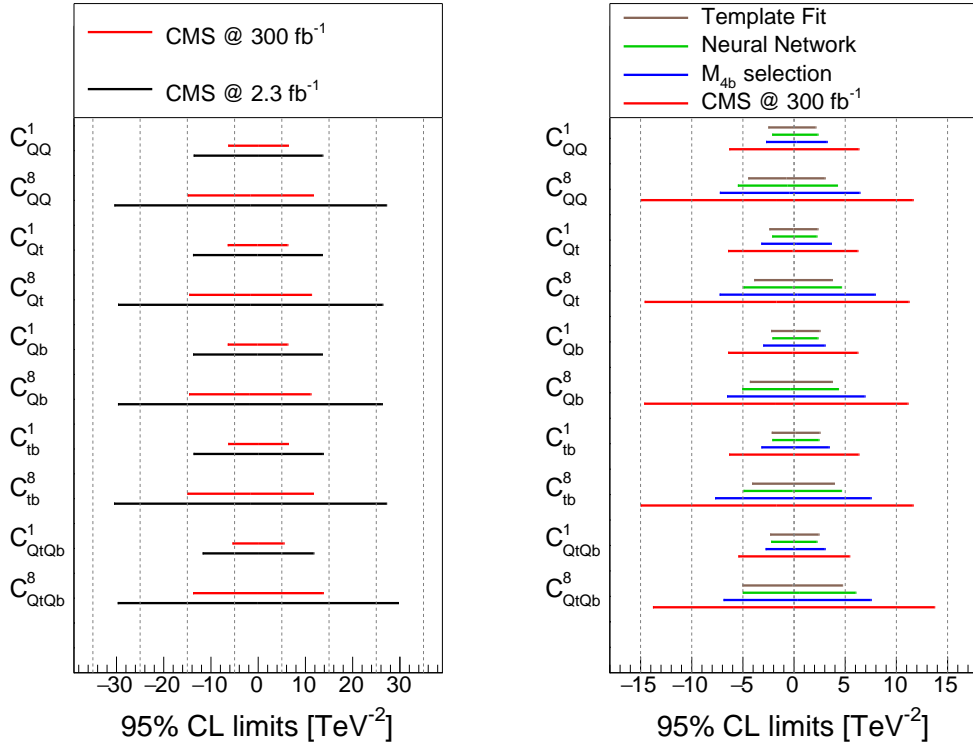 CMS @ 300 fb⁻¹
CMS @ 2.3 fb⁻¹
C¹QQ
C⁸QQ
C¹Qt
C⁸Qt
C¹Qb
C⁸Qb
C¹tb
C⁸tb
C¹QtQb
C⁸QtQb
−30 −20 −10 0 10 20 30
95% CL limits [TeV⁻²]
Template Fit
Neural Network
M4b selection
CMS @ 300 fb⁻¹
C¹QQ
C⁸QQ
C¹Qt
C⁸Qt
C¹Qb
C⁸Qb
C¹tb
C⁸tb
C¹QtQb
C⁸QtQb
−15 −10 −5 0 5 10 15
95% CL limits [TeV⁻²]